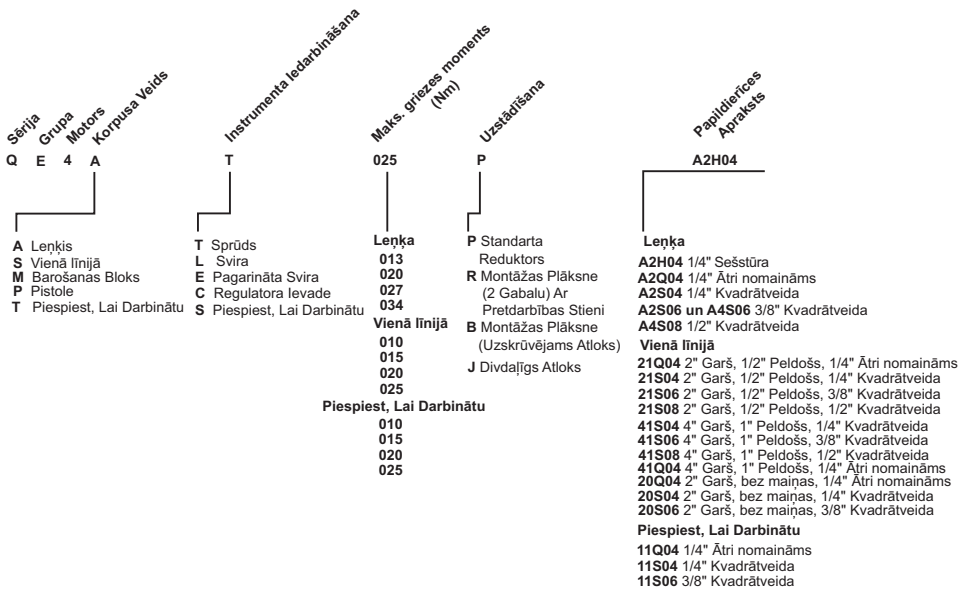 Sērija
Grupa
Motors
Korpusa Veids
Instrumenta Iedarbināšana
Maks. griezes moments
(Nm)
Uzstādīšana
Papildierīces
Apraksts
Q E 4 A T 025 P A2H04
A Leņķis
S Vienā līnijā
M Barošanas Bloks
P Pistole
T Piespiest, Lai Darbinātu
T Sprūds
L Svira
E Pagarināta Svira
C Regulatora Ievade
S Piespiest, Lai Darbinātu
Leņķa
013
020
027
034
Vienā līnijā
010
015
020
025
Piespiest, Lai Darbinātu
010
015
020
025
P Standarta
Reduktors
R Montāžas Plāksne
(2 Gabalu) Ar
Pretdarbības Stieni
B Montāžas Plāksne
(Uzskrūvējams Atloks)
J Divdaļīgs Atloks
Leņķa
A2H04 1/4" Sešstūra
A2Q04 1/4" Ātri nomaināms
A2S04 1/4" Kvadrātveida
A2S06 un A4S06 3/8" Kvadrātveida
A4S08 1/2" Kvadrātveida
Vienā līnijā
21Q04 2" Garš, 1/2" Peldošs, 1/4" Ātri nomaināms
21S04 2" Garš, 1/2" Peldošs, 1/4" Kvadrātveida
21S06 2" Garš, 1/2" Peldošs, 3/8" Kvadrātveida
21S08 2" Garš, 1/2" Peldošs, 1/2" Kvadrātveida
41S04 4" Garš, 1" Peldošs, 1/4" Kvadrātveida
41S06 4" Garš, 1" Peldošs, 3/8" Kvadrātveida
41S08 4" Garš, 1" Peldošs, 1/2" Kvadrātveida
41Q04 4" Garš, 1" Peldošs, 1/4" Ātri nomaināms
20Q04 2" Garš, bez maiņas, 1/4" Ātri nomaināms
20S04 2" Garš, bez maiņas, 1/4" Kvadrātveida
20S06 2" Garš, bez maiņas, 3/8" Kvadrātveida
Piespiest, Lai Darbinātu
11Q04 1/4" Ātri nomaināms
11S04 1/4" Kvadrātveida
11S06 3/8" Kvadrātveida